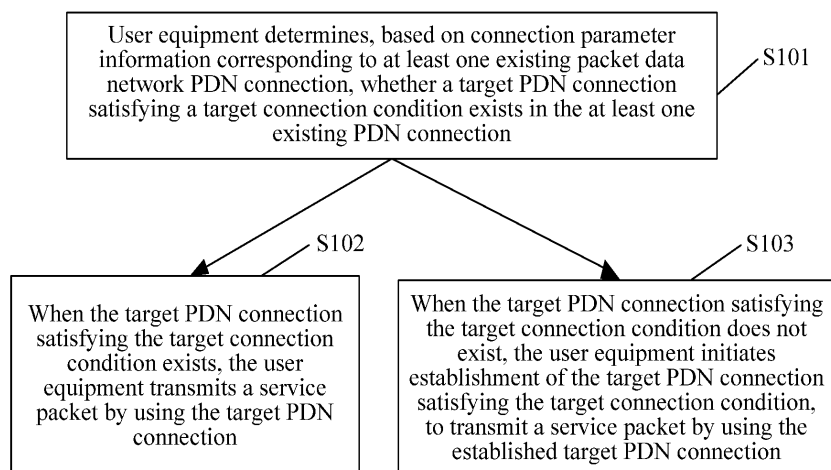 User equipment determines, based on connection parameter
information corresponding to at least one existing packet data
network PDN connection, whether a target PDN connection
satisfying a target connection condition exists in the at least one
existing PDN connection
S101
S102
When the target PDN connection
satisfying the target connection
condition exists, the user
equipment transmits a service
packet by using the target PDN
connection
S103
When the target PDN connection satisfying
the target connection condition does not
exist, the user equipment initiates
establishment of the target PDN connection
satisfying the target connection condition,
to transmit a service packet by using the
established target PDN connection